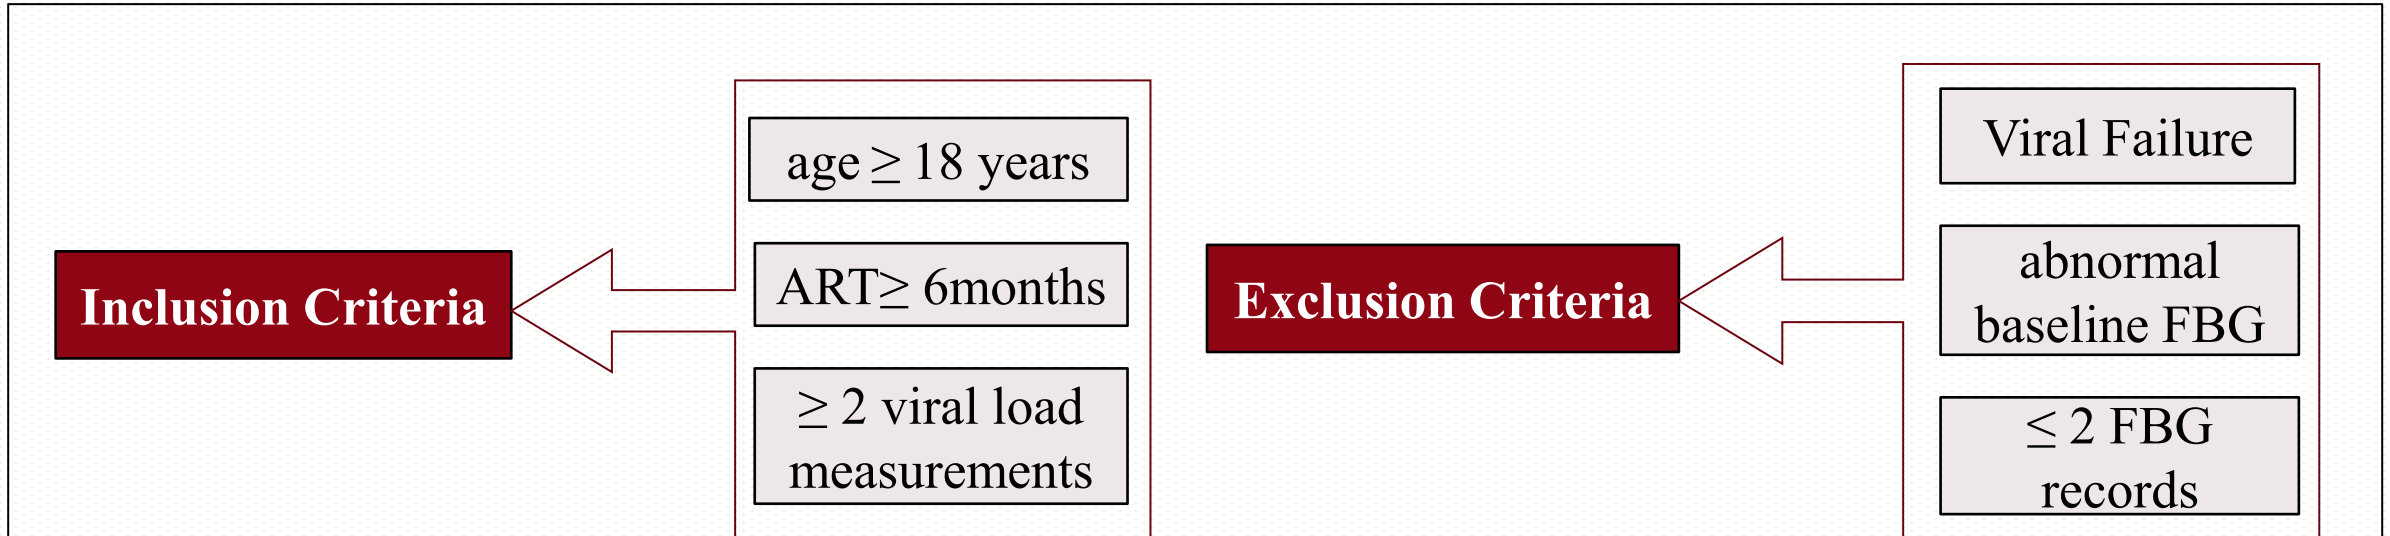 Inclusion Criteria
age ≥ 18 years
ART≥ 6months
≥ 2 viral load
measurements
Exclusion Criteria
Viral Failure
abnormal
baseline FBG
≤ 2 FBG
records